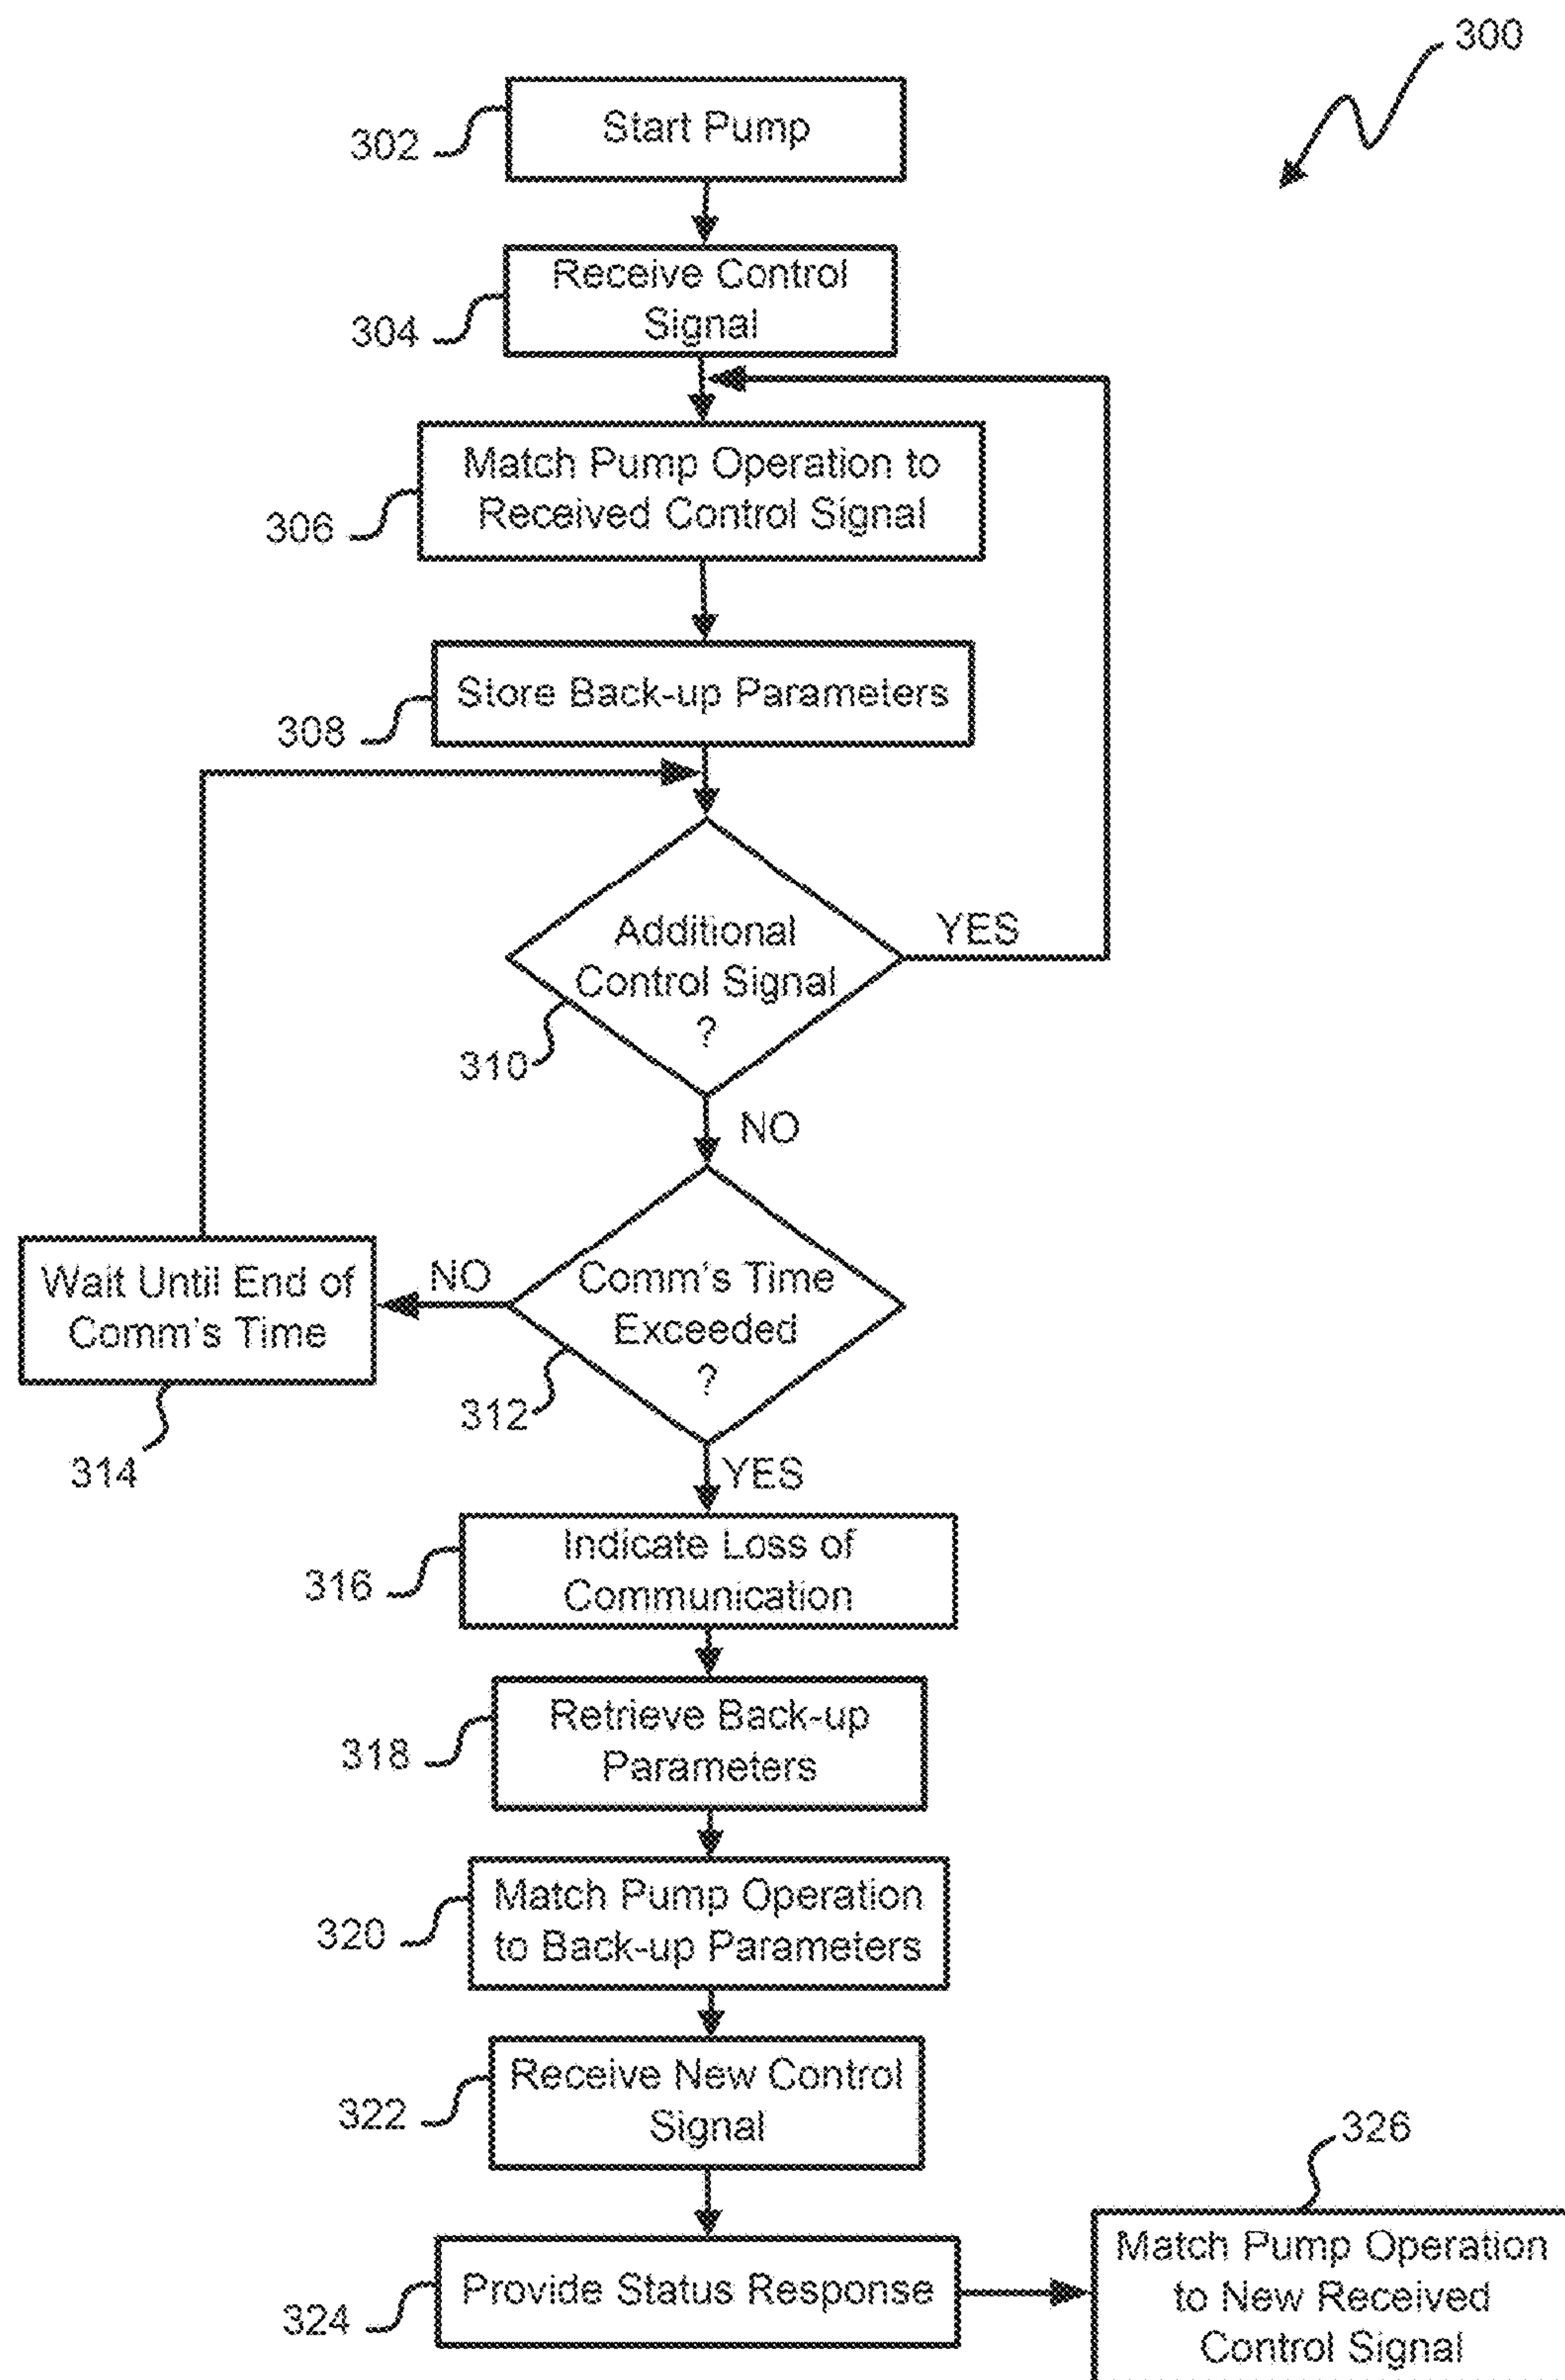 300
302
Start Pump
304
Receive Control
Signal
306
Match Pump Operation to
Received Control Signal
308
Store Back-up Parameters
310
Additional
Control Signal
?
YES
NO
312
Comm's Time
Exceeded
?
NO
Wait Until End of
Comm's Time
314
YES
316
Indicate Loss of
Communication
318
Retrieve Back-up
Parameters
320
Match Pump Operation
to Back-up Parameters
322
Receive New Control
Signal
324
Provide Status Response
326
Match Pump Operation
to New Received
Control Signal